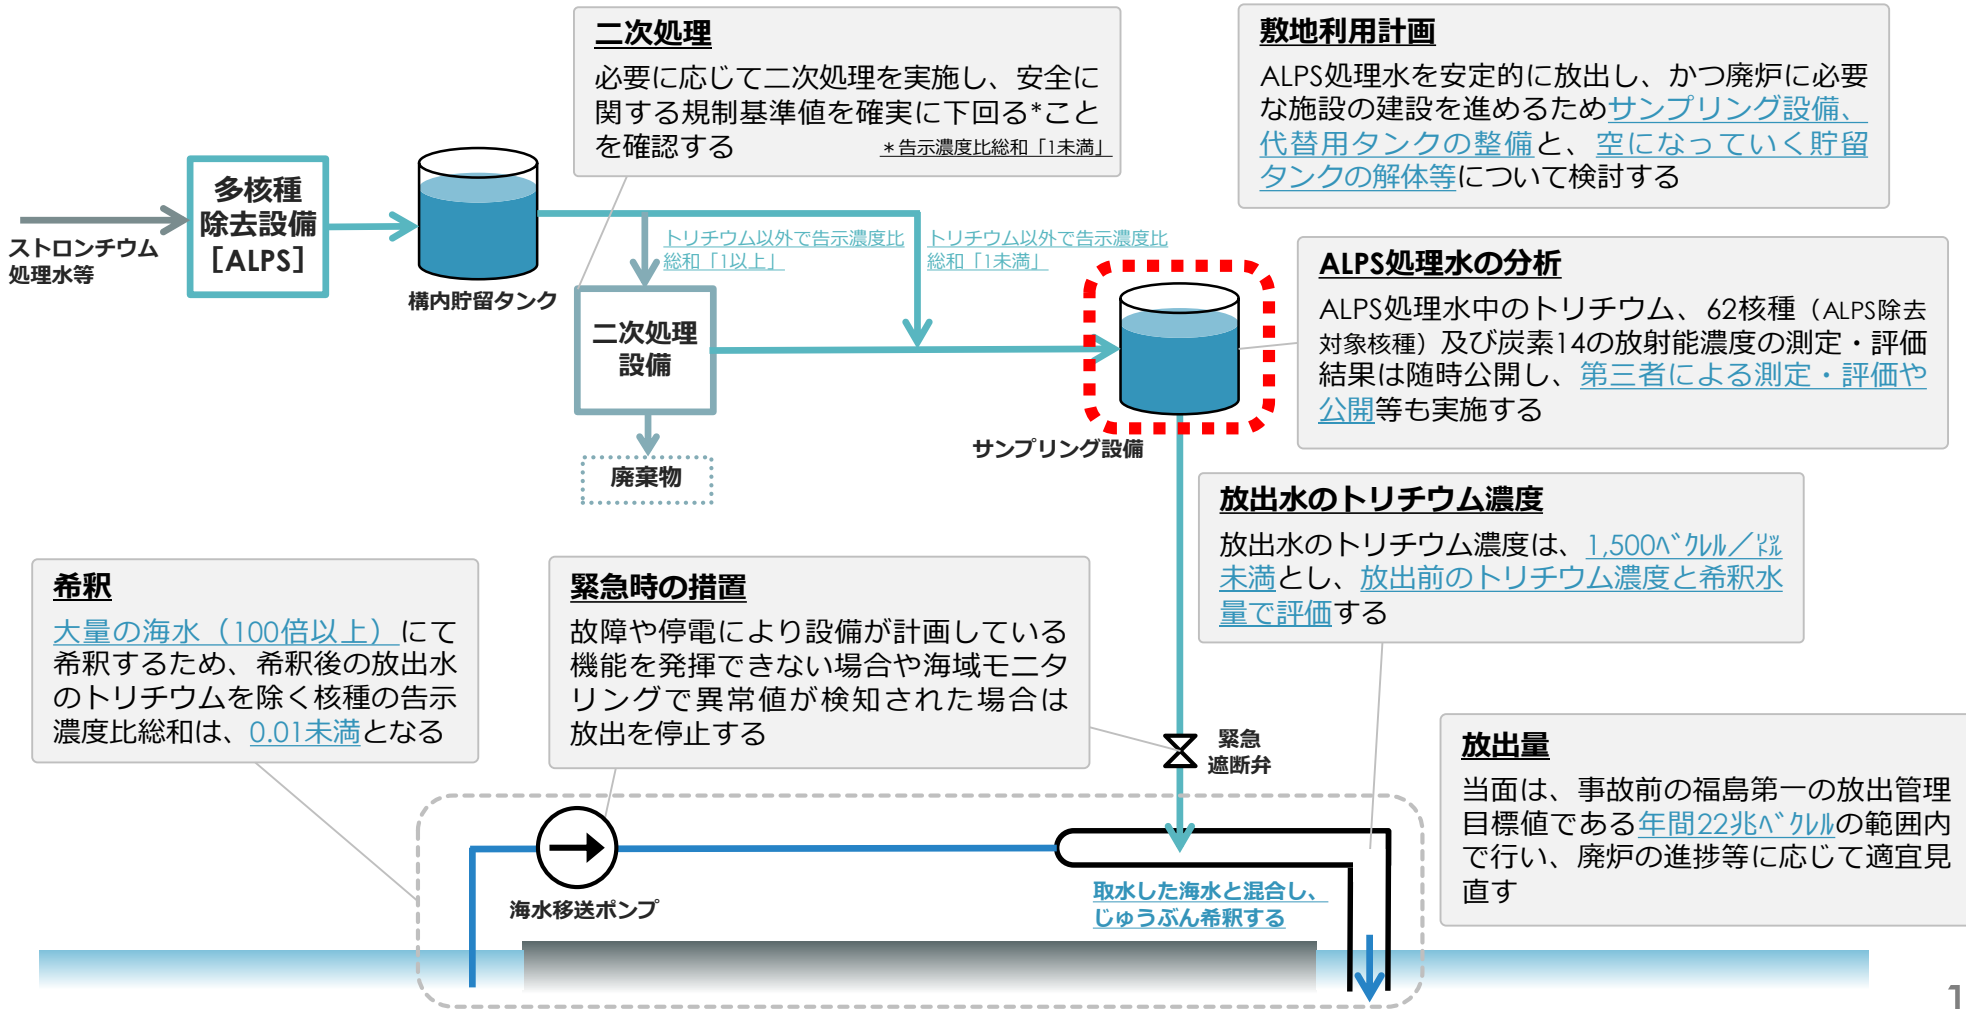 二次処理
必要に応じて二次処理を実施し、安全に
関する規制基準値を確実に下回る*こと
を確認する
＊告示濃度比総和「1未満」
敷地利用計画
ALPS処理水を安定的に放出し、かつ廃炉に必要
な施設の建設を進めるためサンプリング設備、
代替用タンクの整備と、空になっていく貯留
タンクの解体等について検討する
多核種
除去設備
［ALPS］
ストロンチウム
処理水等
構内貯留タンク
トリチウム以外で告示濃度比
総和「1以上」
トリチウム以外で告示濃度比
総和「1未満」
二次処理
設備
廃棄物
サンプリング設備
ALPS処理水の分析
ALPS処理水中のトリチウム、62核種（ALPS除去
対象核種）及び炭素14の放射能濃度の測定・評価
結果は随時公開し、第三者による測定・評価や
公開等も実施する
放出水のトリチウム濃度
放出水のトリチウム濃度は、1,500ﾍﾞｸﾚﾙ／㍑
未満とし、放出前のトリチウム濃度と希釈水
量で評価する
希釈
大量の海水（100倍以上）にて
希釈するため、希釈後の放出水
のトリチウムを除く核種の告示
濃度比総和は、0.01未満となる
緊急時の措置
故障や停電により設備が計画している
機能を発揮できない場合や海域モニタ
リングで異常値が検知された場合は
放出を停止する
緊急
遮断弁
放出量
当面は、事故前の福島第一の放出管理
目標値である年間22兆ﾍﾞｸﾚﾙの範囲内
で行い、廃炉の進捗等に応じて適宜見
直す
海水移送ポンプ
取水した海水と混合し、
じゅうぶん希釈する
1